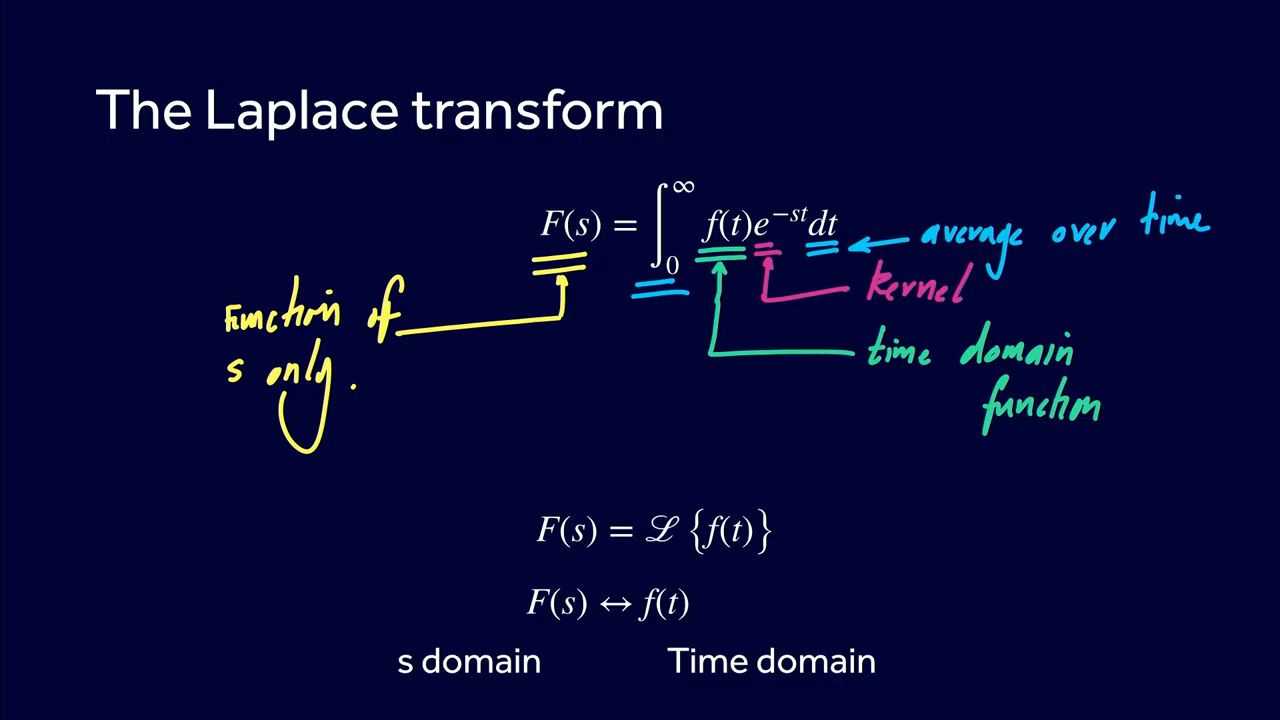 The Laplace transform
F(s) = ∫₀^∞ f(t)e^{−st}dt
average over time
kernel
Function of
s only.
time domain
function
F(s) = ℒ {f(t)}
F(s) ↔ f(t)
s domain Time domain